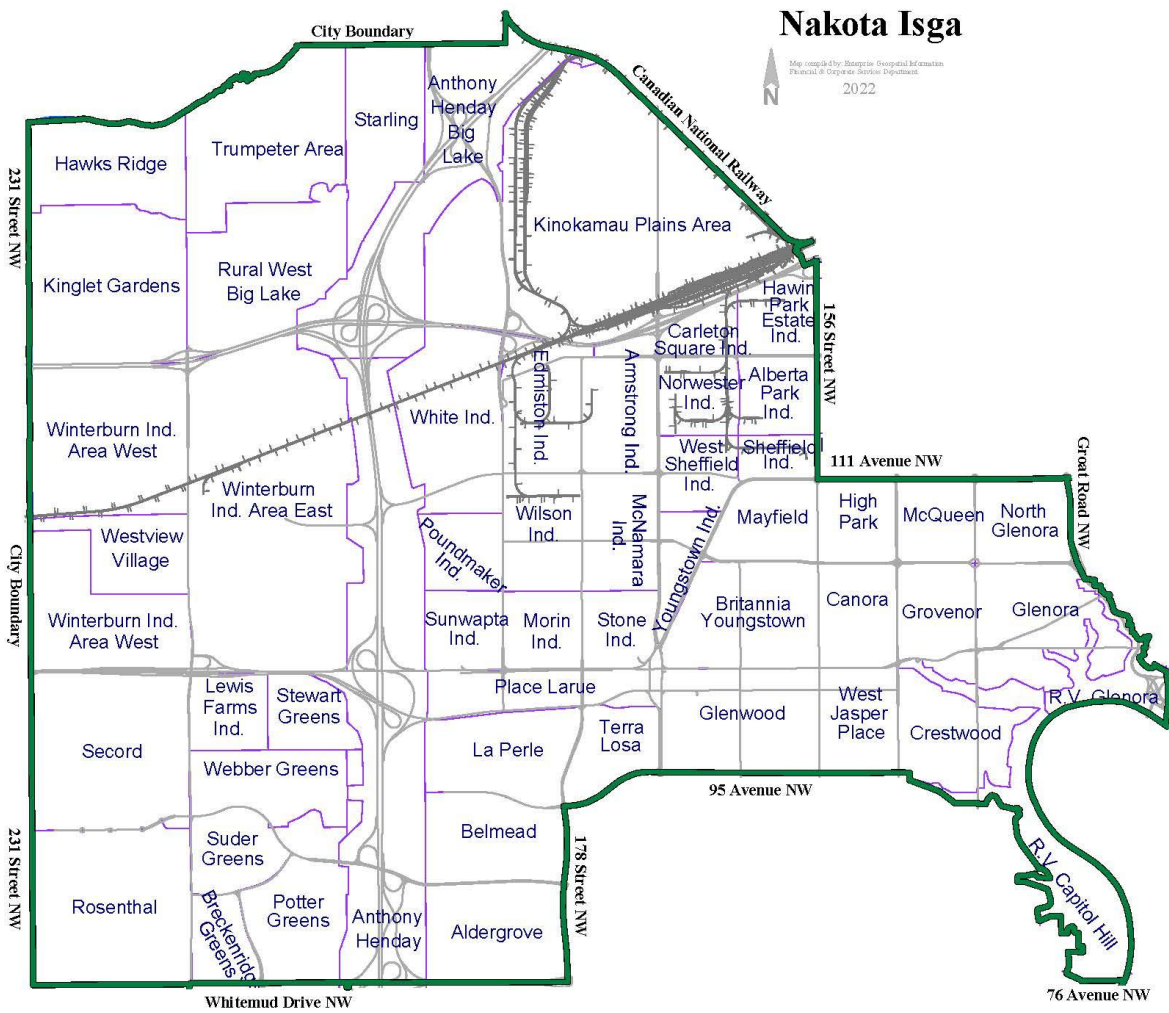 Nakota Isga
Map compiled by: Enterprise Geospatial Information
Financial & Corporate Services Department
2022
N
City Boundary
Canadian National Railway
231 Street NW
156 Street NW
111 Avenue NW
Groat Road NW
City Boundary
231 Street NW
178 Street NW
95 Avenue NW
Whitemud Drive NW
76 Avenue NW
Anthony
Henday
Big
Lake
Starling
Trumpeter Area
Hawks Ridge
Kinokamau Plains Area
Kinglet Gardens
Rural West
Big Lake
Hawin
Park
Estate
Ind.
Carleton
Square Ind.
Edmiston Ind.
Armstrong Ind.
Norwester
Ind.
Alberta
Park
Ind.
White Ind.
Winterburn Ind.
Area West
West
Sheffield
Ind.
Sheffield
Ind.
Winterburn
Ind. Area East
Wilson
Ind.
McNamara
Ind.
Youngstown Ind.
Mayfield
High
Park
McQueen
North
Glenora
Westview
Village
Poundmaker
Ind.
Winterburn Ind.
Area West
Sunwapta
Ind.
Morin
Ind.
Stone
Ind.
Britannia
Youngstown
Canora
Grovenor
Glenora
Lewis
Farms
Ind.
Stewart
Greens
Place Larue
R.V. Glenora
Secord
La Perle
Terra
Losa
Glenwood
West
Jasper
Place
Crestwood
Webber Greens
Suder
Greens
Belmead
R.V. Capitol Hill
Rosenthal
Breckenridge
Greens
Potter
Greens
Anthony
Henday
Aldergrove